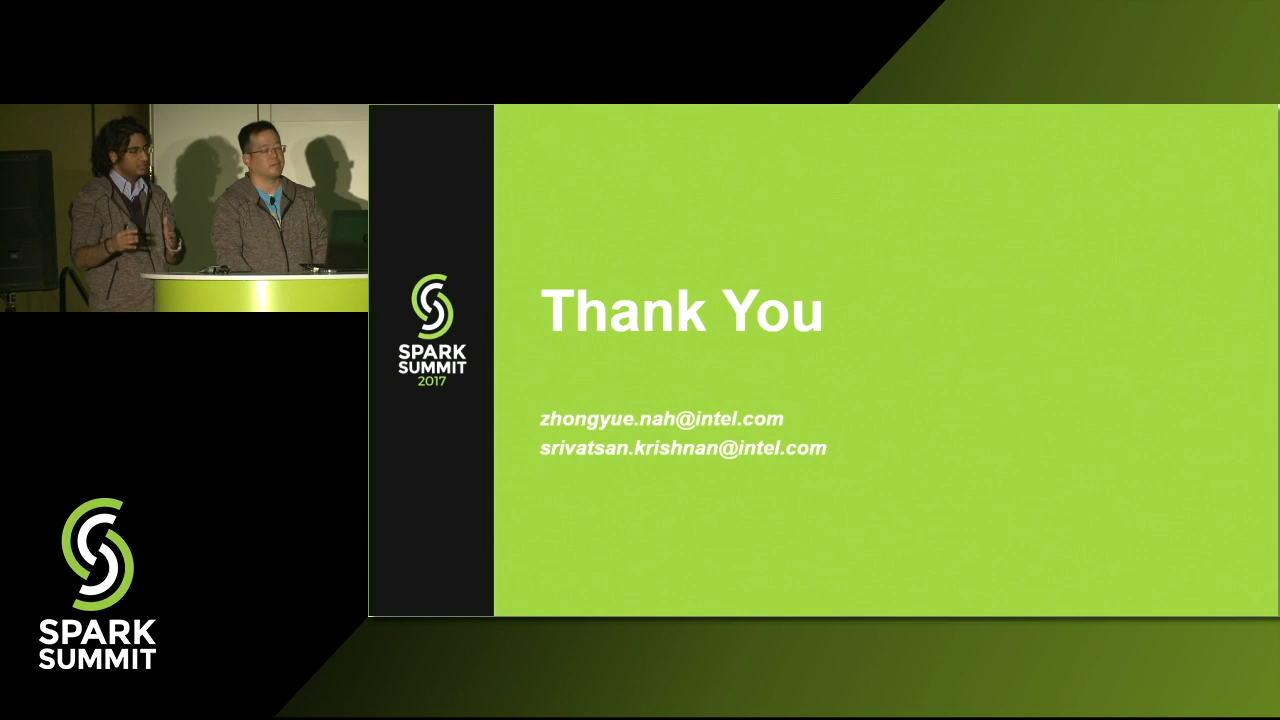 SPARK
SUMMIT
2017
Thank You
zhongyue.nah@intel.com
srivatsan.krishnan@intel.com
SPARK
SUMMIT